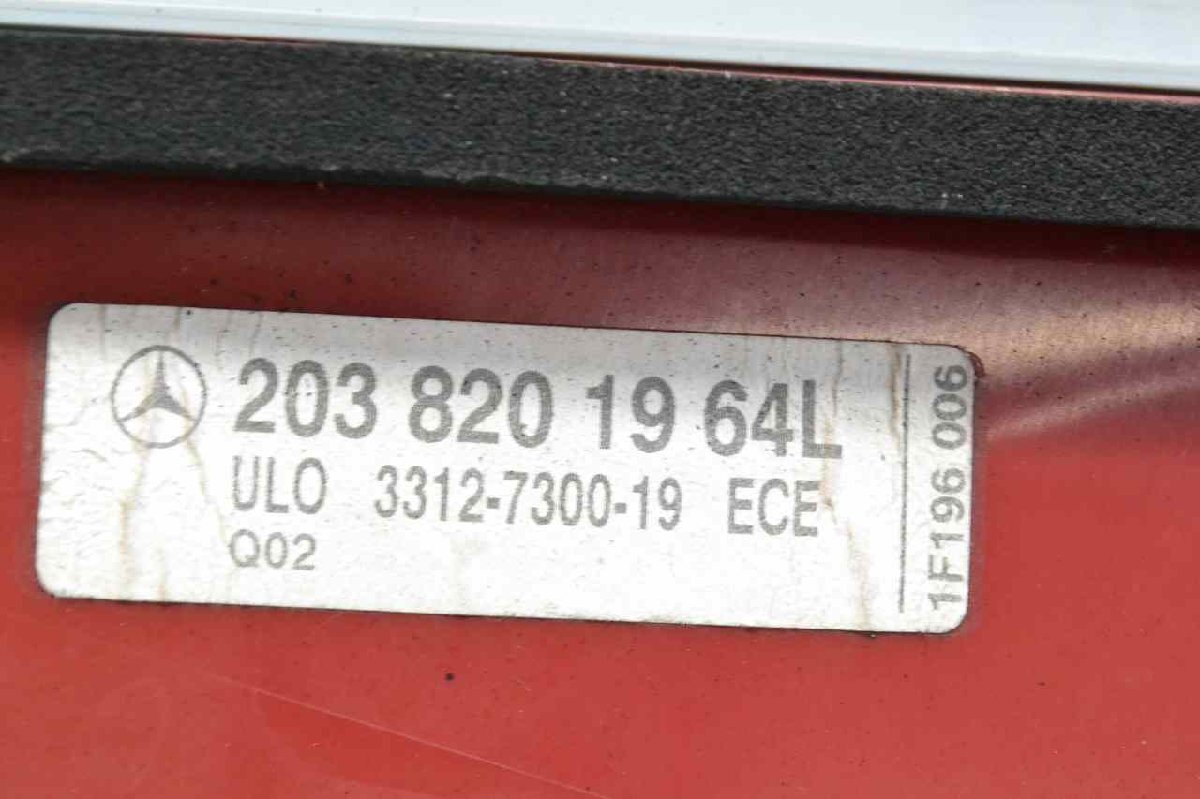 203 820 19 64L
ULO 3312-7300-19 ECE
Q02
1F196 006